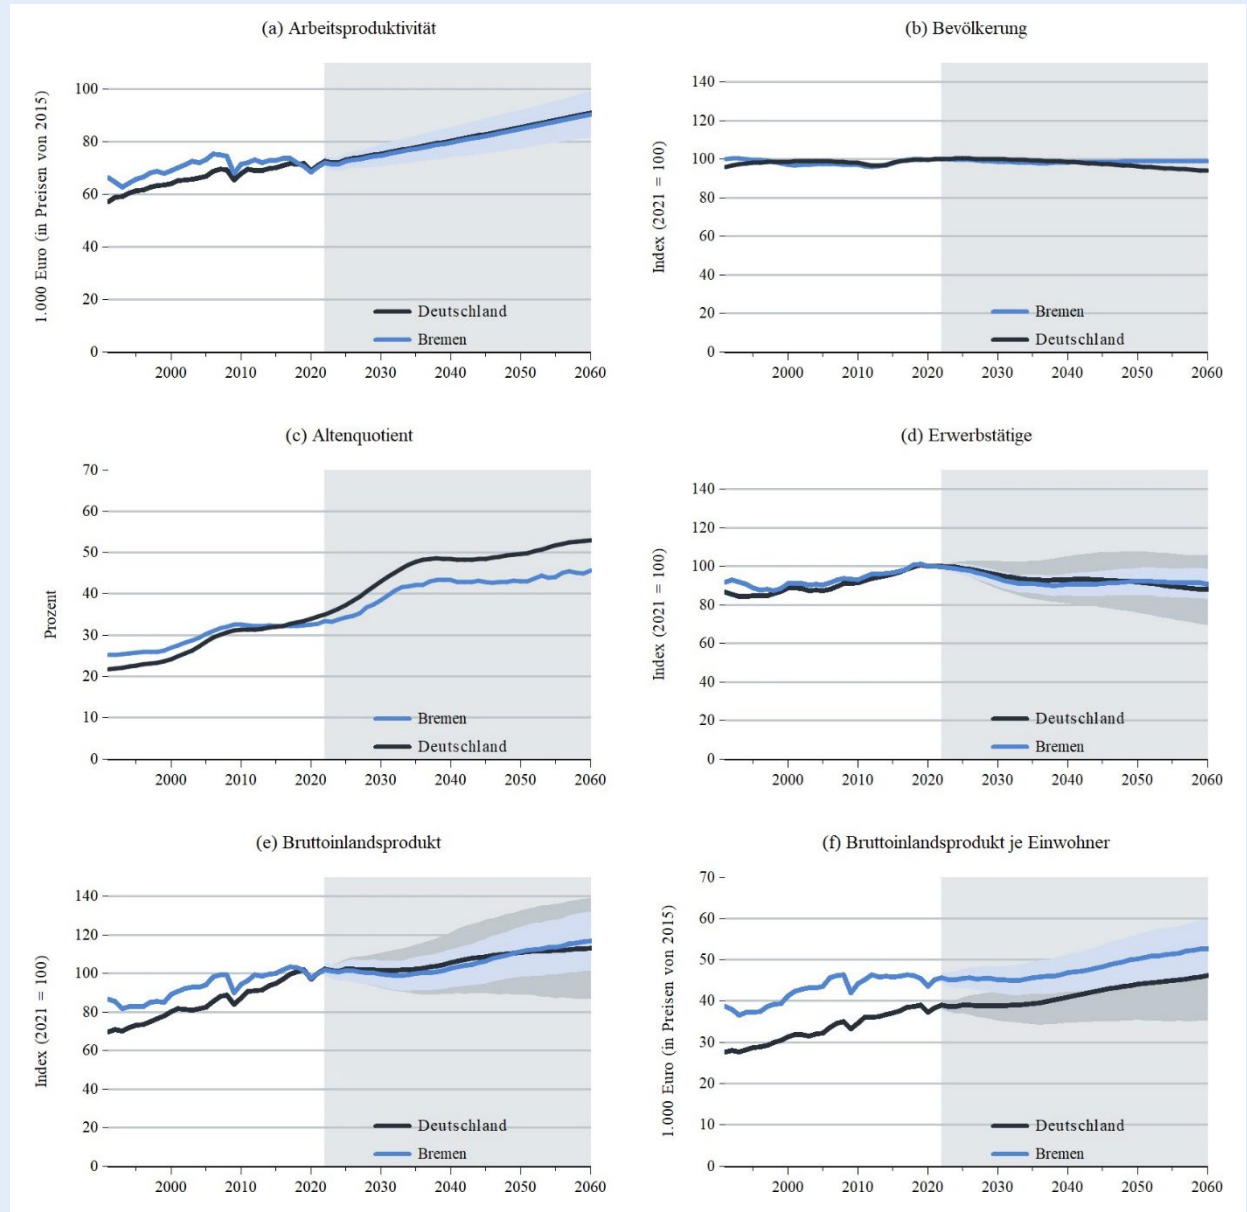 (a) Arbeitsproduktivität
1.000 Euro (in Preisen von 2015)
100
80
60
40
20
0
Deutschland
Bremen
2000 2010 2020 2030 2040 2050 2060
(b) Bevölkerung
Index (2021 = 100)
140
120
100
80
60
40
20
0
Bremen
Deutschland
2000 2010 2020 2030 2040 2050 2060
(c) Altenquotient
Prozent
70
60
50
40
30
20
10
0
Bremen
Deutschland
2000 2010 2020 2030 2040 2050 2060
(d) Erwerbstätige
Index (2021 = 100)
140
120
100
80
60
40
20
0
Deutschland
Bremen
2000 2010 2020 2030 2040 2050 2060
(e) Bruttoinlandsprodukt
Index (2021 = 100)
140
120
100
80
60
40
20
0
Deutschland
Bremen
2000 2010 2020 2030 2040 2050 2060
(f) Bruttoinlandsprodukt je Einwohner
1.000 Euro (in Preisen von 2015)
70
60
50
40
30
20
10
0
Deutschland
Bremen
2000 2010 2020 2030 2040 2050 2060